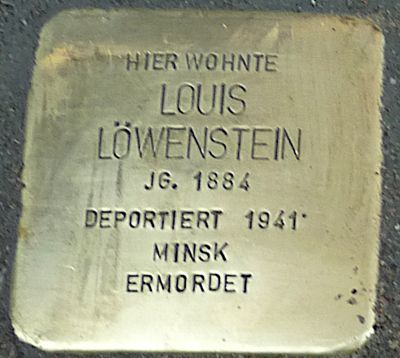 HIER WOHNTE
LOUIS
LÖWENSTEIN
JG. 1884
DEPORTIERT 1941
MINSK
ERMORDET